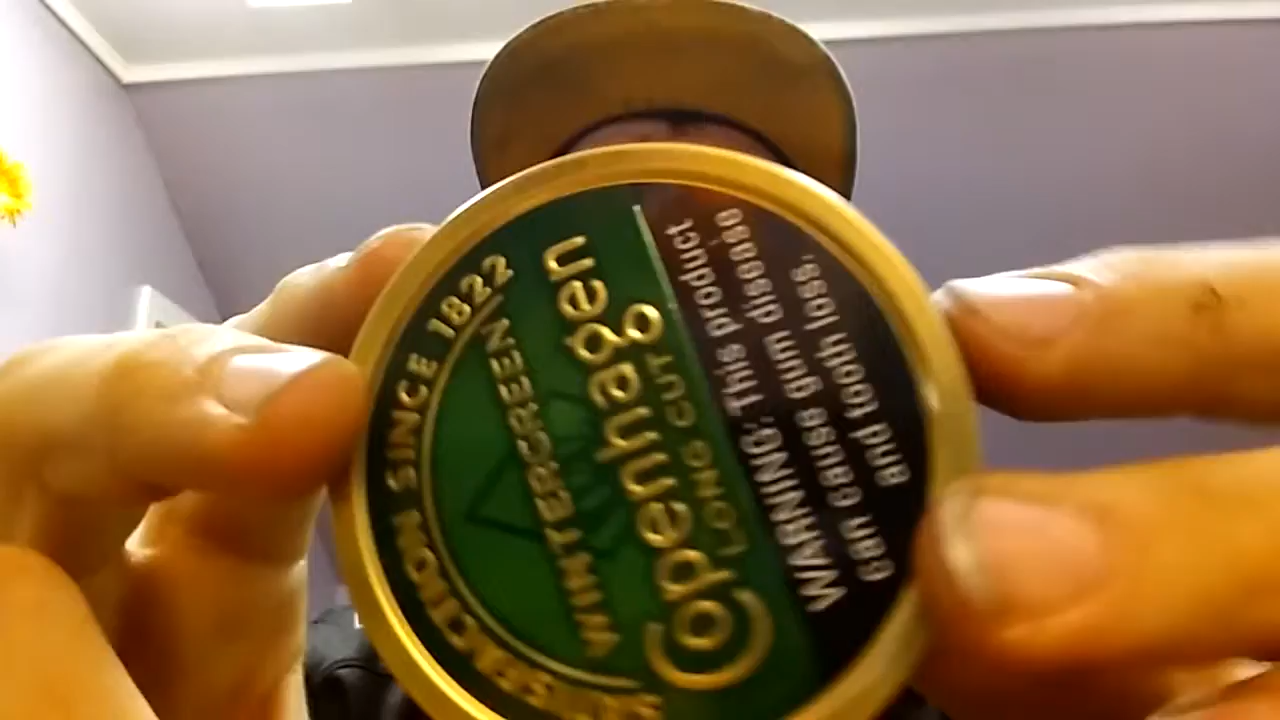 SINCE 1822
Copenhagen
LONG CUT
WINTERGREEN
WARNING: This product
can cause gum disease
and tooth loss.